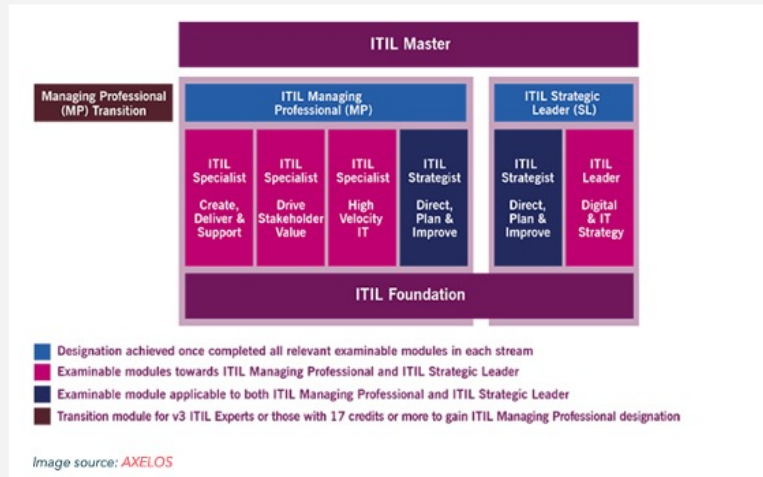 ITIL Master
Managing Professional
(MP) Transition
ITIL Managing
Professional (MP)
ITIL Strategic
Leader (SL)
ITIL
Specialist
Create,
Deliver &
Support
ITIL
Specialist
Drive
Stakeholder
Value
ITIL
Specialist
High
Velocity
IT
ITIL
Strategist
Direct,
Plan &
Improve
ITIL
Strategist
Direct,
Plan &
Improve
ITIL
Leader
Digital
& IT
Strategy
ITIL Foundation
Designation achieved once completed all relevant examinable modules in each stream
Examinable modules towards ITIL Managing Professional and ITIL Strategic Leader
Examinable module applicable to both ITIL Managing Professional and ITIL Strategic Leader
Transition module for v3 ITIL Experts or those with 17 credits or more to gain ITIL Managing Professional designation
Image source: AXELOS